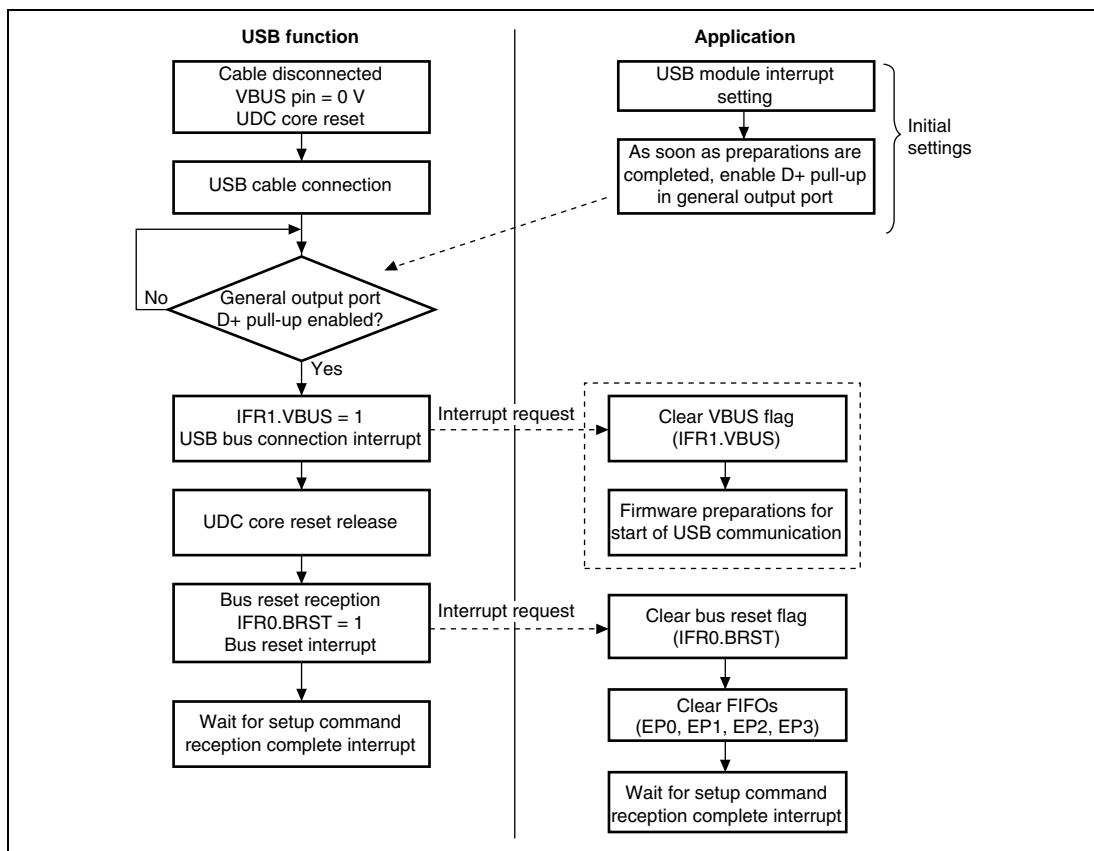 USB function
Application
Cable disconnected
VBUS pin = 0 V
UDC core reset
USB cable connection
General output port
D+ pull-up enabled?
No
Yes
IFR1.VBUS = 1
USB bus connection interrupt
UDC core reset release
Bus reset reception
IFR0.BRST = 1
Bus reset interrupt
Wait for setup command
reception complete interrupt
USB module interrupt
setting
As soon as preparations are
completed, enable D+ pull-up
in general output port
Initial
settings
Interrupt request
Clear VBUS flag
(IFR1.VBUS)
Firmware preparations for
start of USB communication
Interrupt request
Clear bus reset flag
(IFR0.BRST)
Clear FIFOs
(EP0, EP1, EP2, EP3)
Wait for setup command
reception complete interrupt